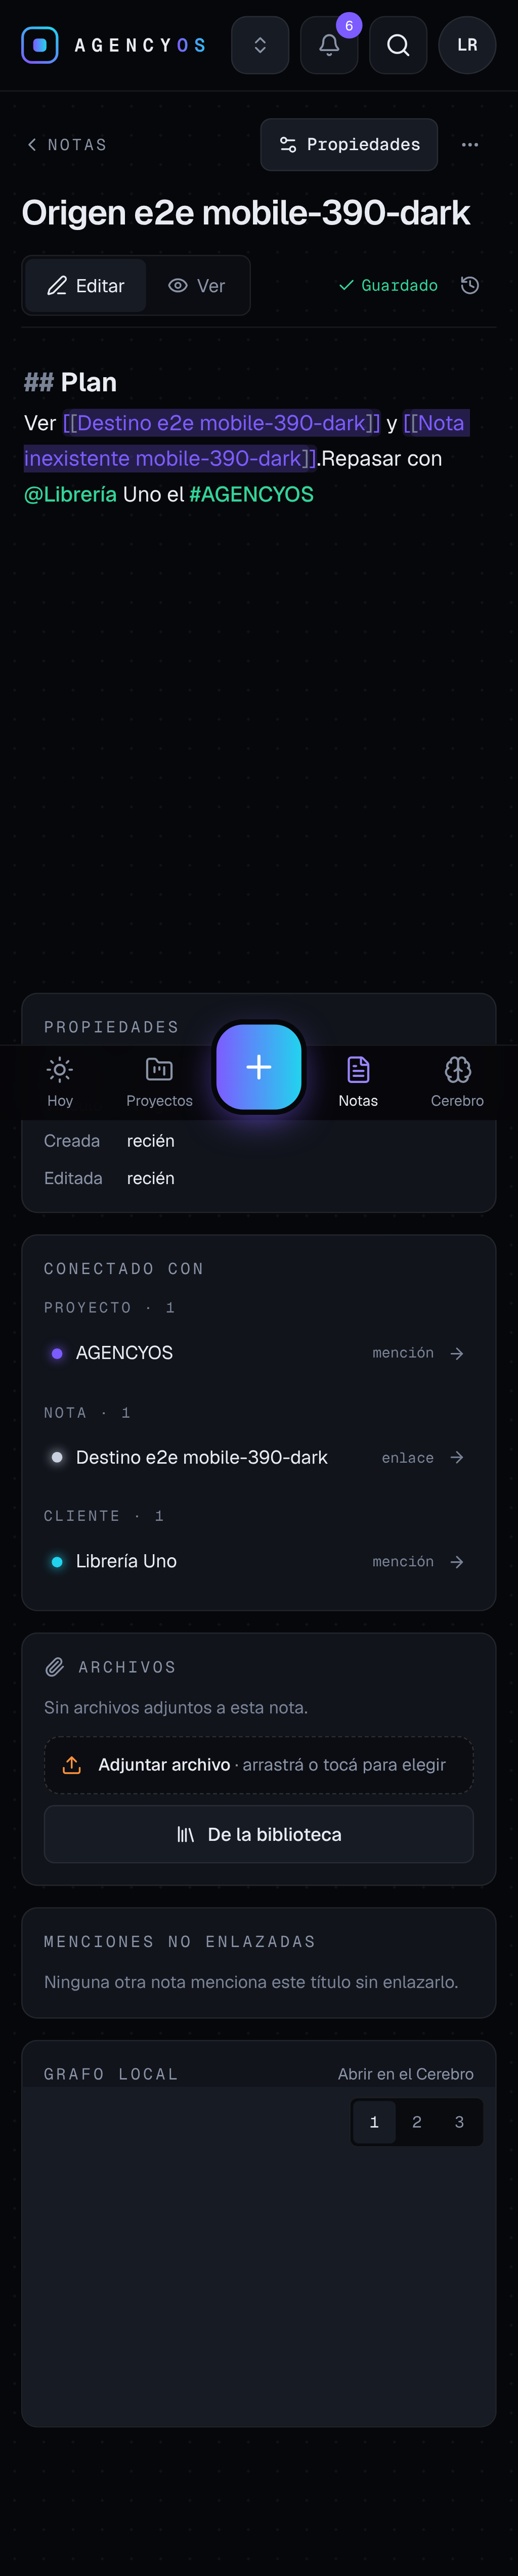 AGENCYOS
6
LR
NOTAS
Propiedades
Origen e2e mobile-390-dark
Editar
Ver
Guardado
## Plan
Ver [[Destino e2e mobile-390-dark]] y [[Nota
inexistente mobile-390-dark]].Repasar con
@Librería Uno el #AGENCYOS
PROPIEDADES
Hoy
Proyectos
Notas
Cerebro
Creada recién
Editada recién
CONECTADO CON
PROYECTO · 1
AGENCYOS mención
NOTA · 1
Destino e2e mobile-390-dark enlace
CLIENTE · 1
Librería Uno mención
ARCHIVOS
Sin archivos adjuntos a esta nota.
Adjuntar archivo · arrastrá o tocá para elegir
De la biblioteca
MENCIONES NO ENLAZADAS
Ninguna otra nota menciona este título sin enlazarlo.
GRAFO LOCAL
Abrir en el Cerebro
1 2 3